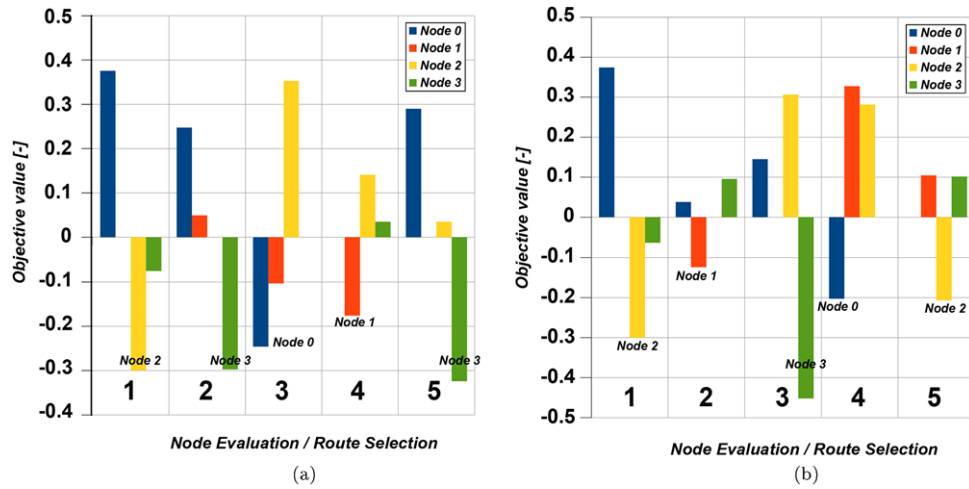 0.5
0.4
0.3
0.2
0.1
0
-0.1
-0.2
-0.3
-0.4
Objective value [-]
Node 0
Node 1
Node 2
Node 3
Node 2
Node 3
Node 0
Node 1
Node 3
1 2 3 4 5
Node Evaluation / Route Selection
(a)
0.5
0.4
0.3
0.2
0.1
0
-0.1
-0.2
-0.3
-0.4
-0.5
Objective value [-]
Node 0
Node 1
Node 2
Node 3
Node 2
Node 1
Node 3
Node 0
Node 2
1 2 3 4 5
Node Evaluation / Route Selection
(b)